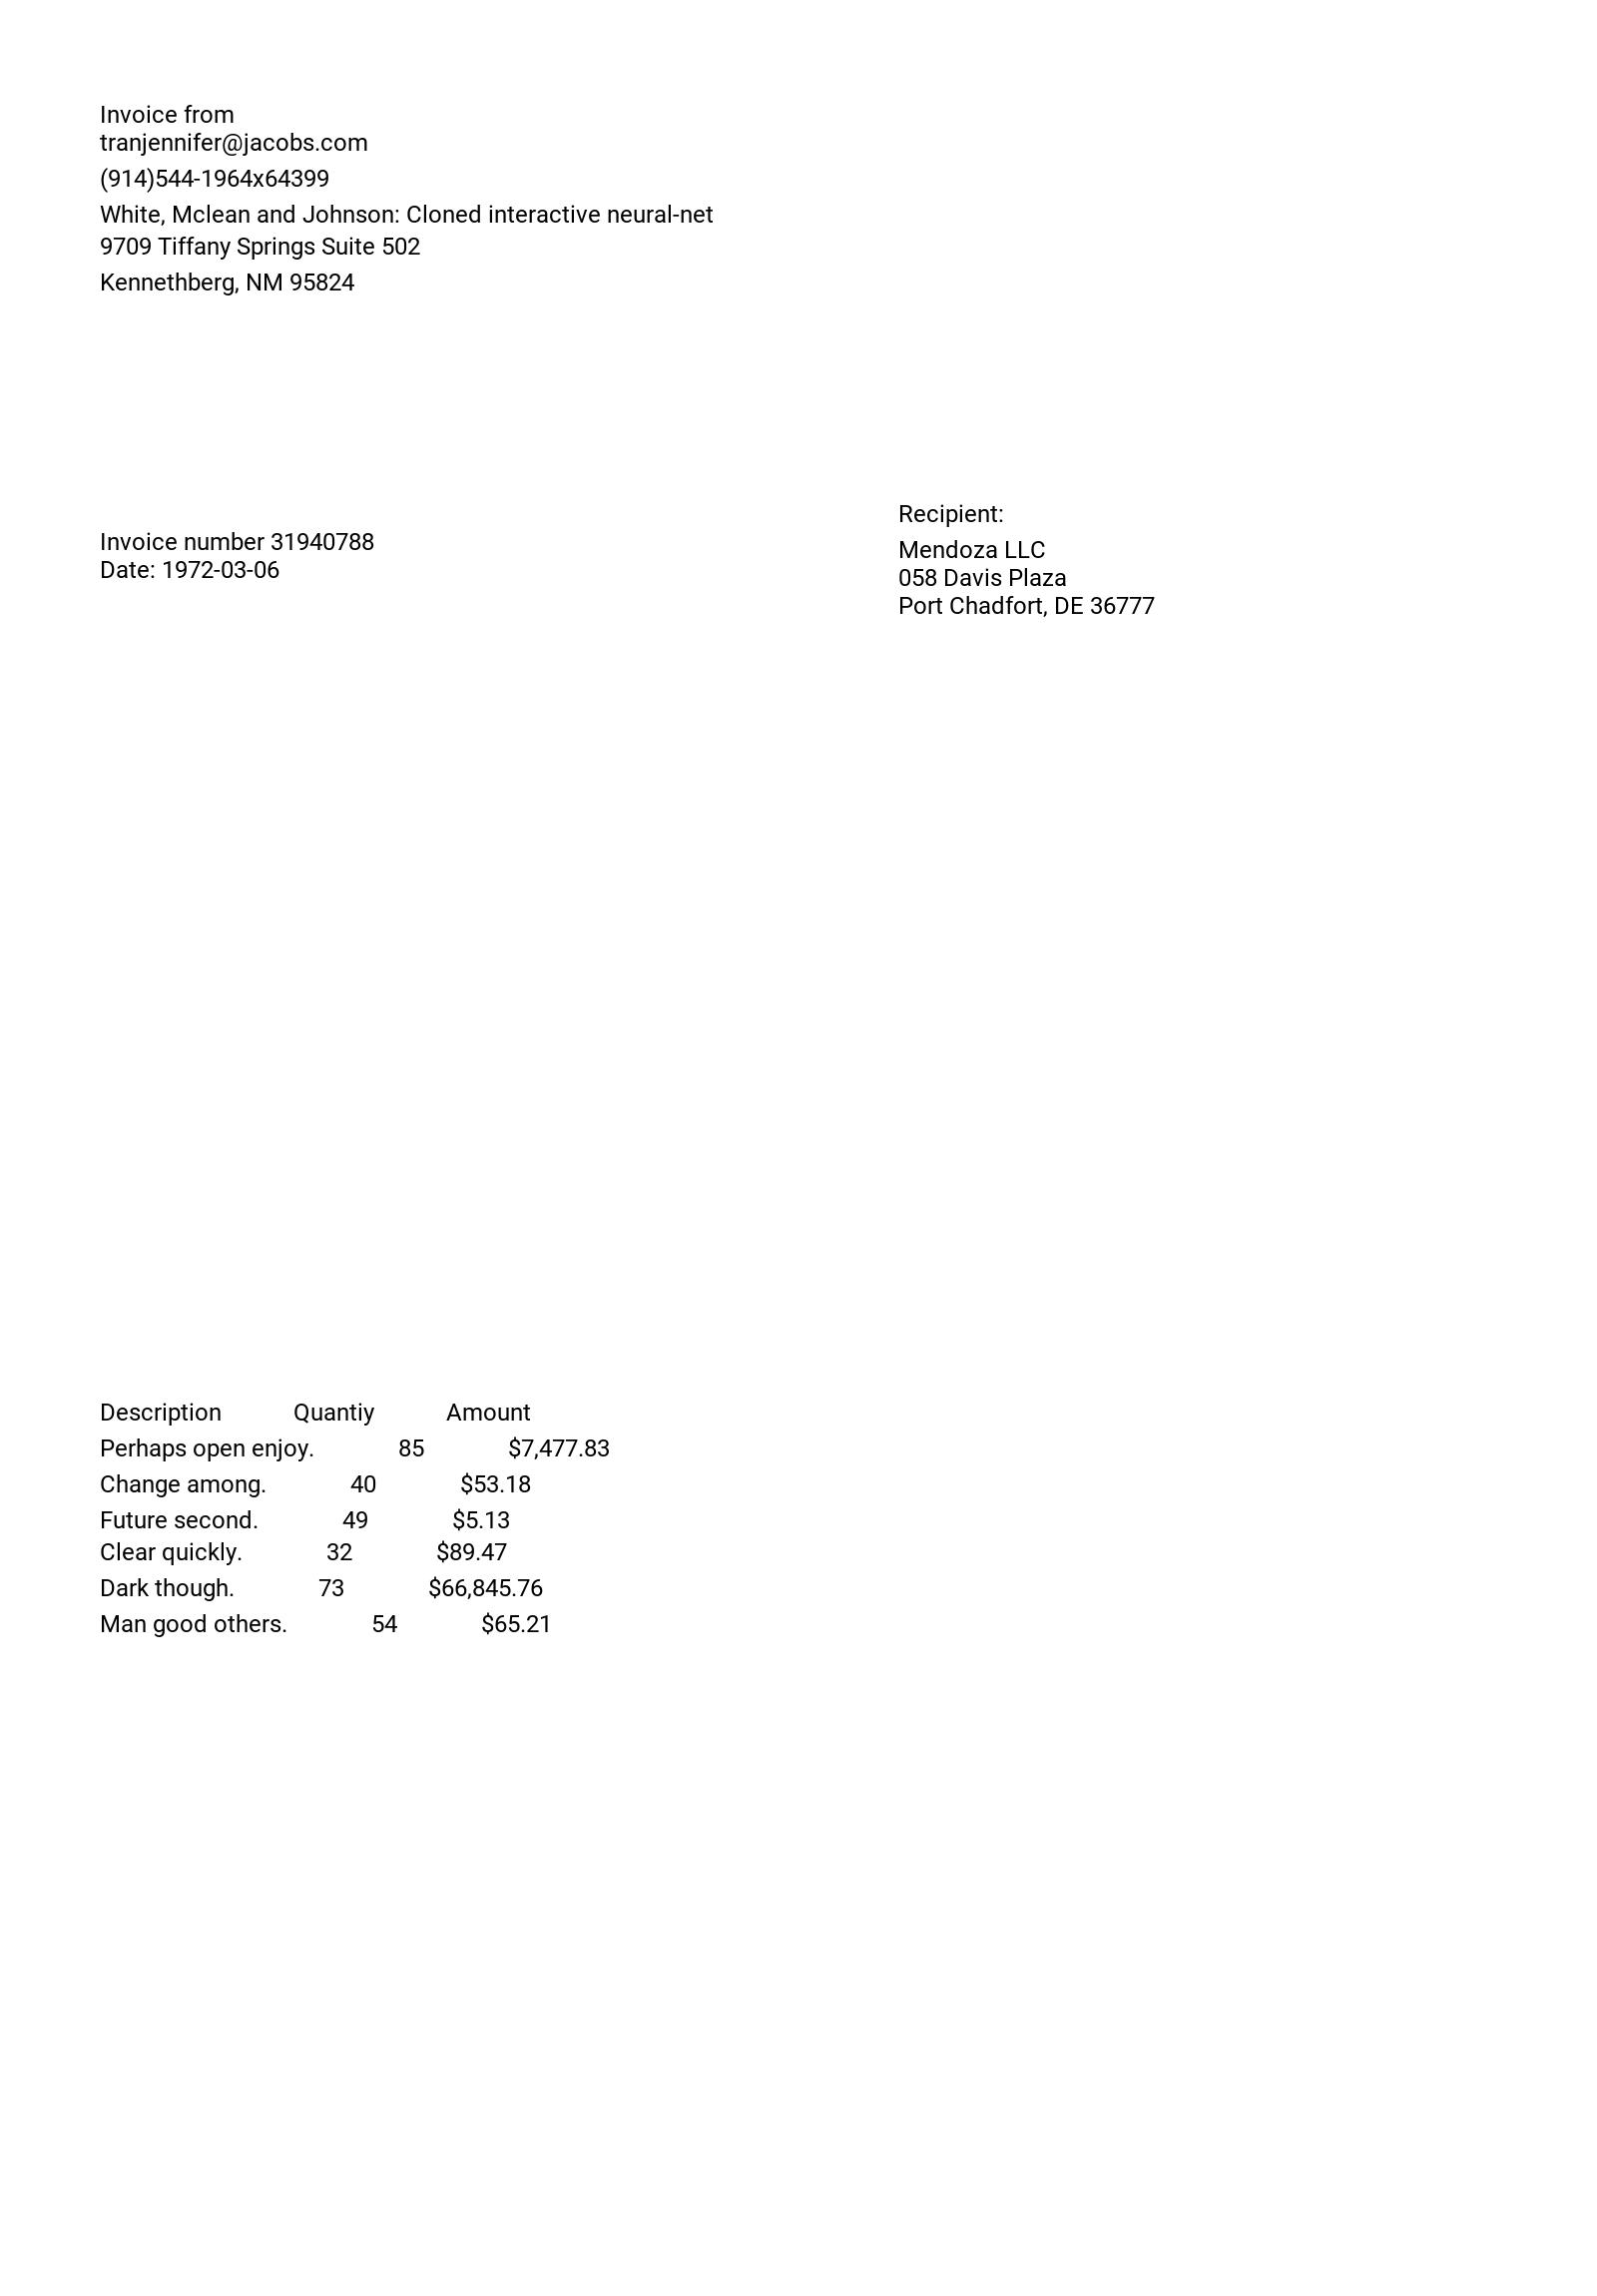 Invoice from
tranjennifer@jacobs.com
(914)544-1964x64399
White, Mclean and Johnson: Cloned interactive neural-net
9709 Tiffany Springs Suite 502
Kennethberg, NM 95824
Invoice number 31940788
Date: 1972-03-06
Recipient:
Mendoza LLC
058 Davis Plaza
Port Chadfort, DE 36777
Description Quantiy Amount
Perhaps open enjoy. 85 $7,477.83
Change among. 40 $53.18
Future second. 49 $5.13
Clear quickly. 32 $89.47
Dark though. 73 $66,845.76
Man good others. 54 $65.21